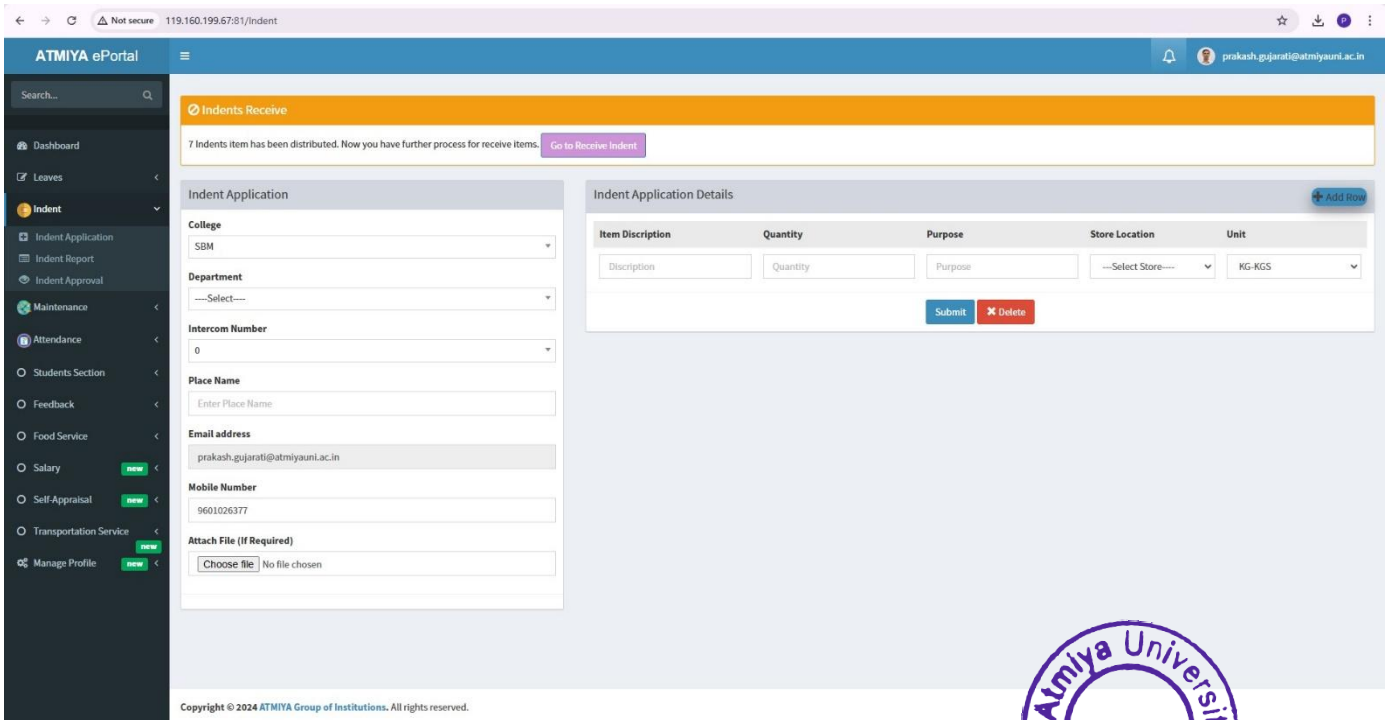 Not secure 119.160.199.67:81/Indent
P
ATMIYA ePortal
prakash.gujarati@atmiyauni.ac.in
Search...
Dashboard
Leaves
Indent
Indent Application
Indent Report
Indent Approval
Maintenance
Attendance
Students Section
Feedback
Food Service
Salary new
Self-Appraisal new
Transportation Service
new
Manage Profile new
Indents Receive
7 Indents item has been distributed. Now you have further process for receive items. Go to Receive Indent
Indent Application
College
SBM
Department
----Select----
Intercom Number
0
Place Name
Enter Place Name
Email address
prakash.gujarati@atmiyauni.ac.in
Mobile Number
9601026377
Attach File (If Required)
Choose file No file chosen
Indent Application Details
Add Row
Item Discription Quantity Purpose Store Location Unit
Discription Quantity Purpose ---Select Store---- KG-KGS
Submit Delete
Copyright © 2024 ATMIYA Group of Institutions. All rights reserved.
Atmiya Universi